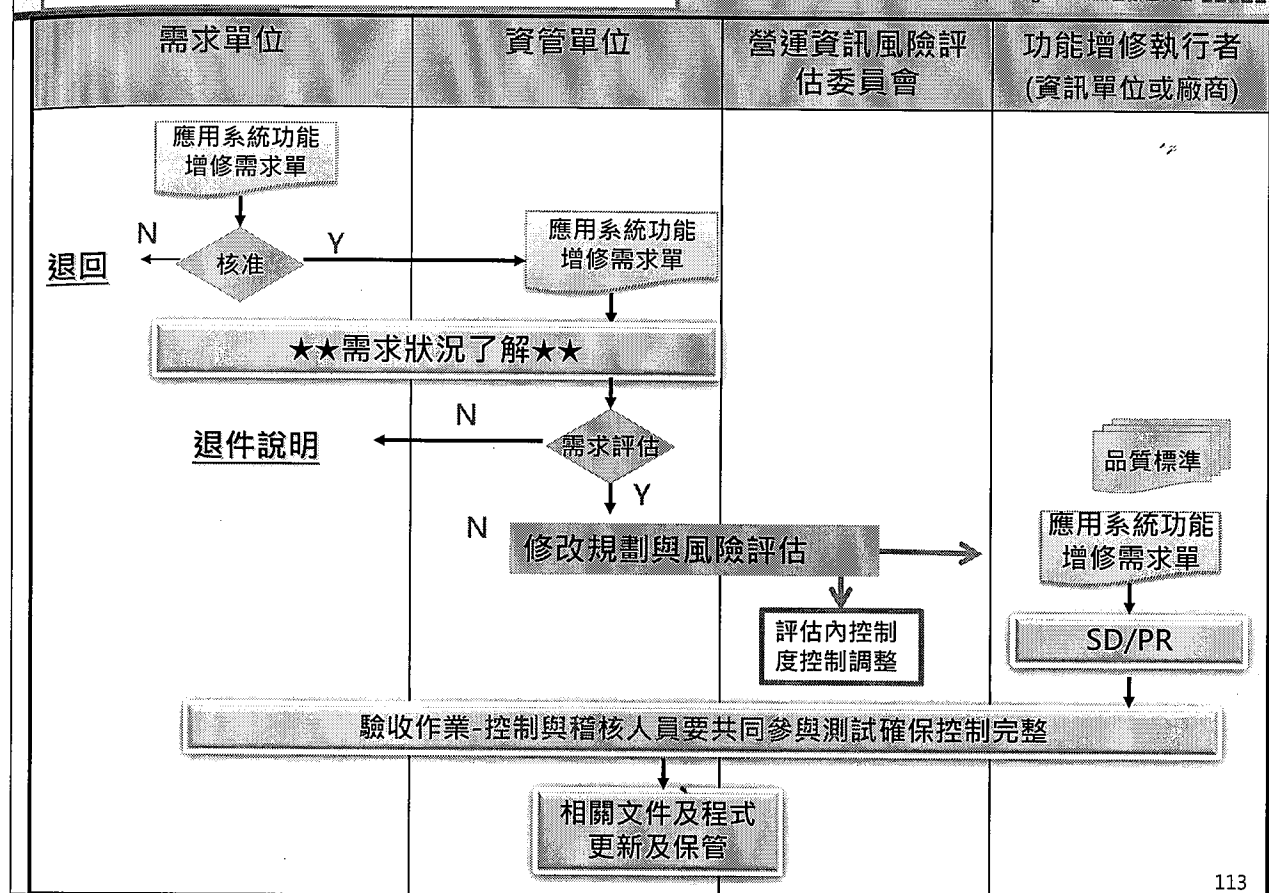 需求單位
資管單位
營運資訊風險評
估委員會
功能增修執行者
(資訊單位或廠商)
應用系統功能
增修需求單
N
Y
退回
核准
應用系統功能
增修需求單
★★需求狀況了解★★
N
退件說明
需求評估
品質標準
Y
N
修改規劃與風險評估
應用系統功能
增修需求單
評估內控制
度控制調整
SD/PR
驗收作業-控制與稽核人員要共同參與測試確保控制完整
相關文件及程式
更新及保管
113